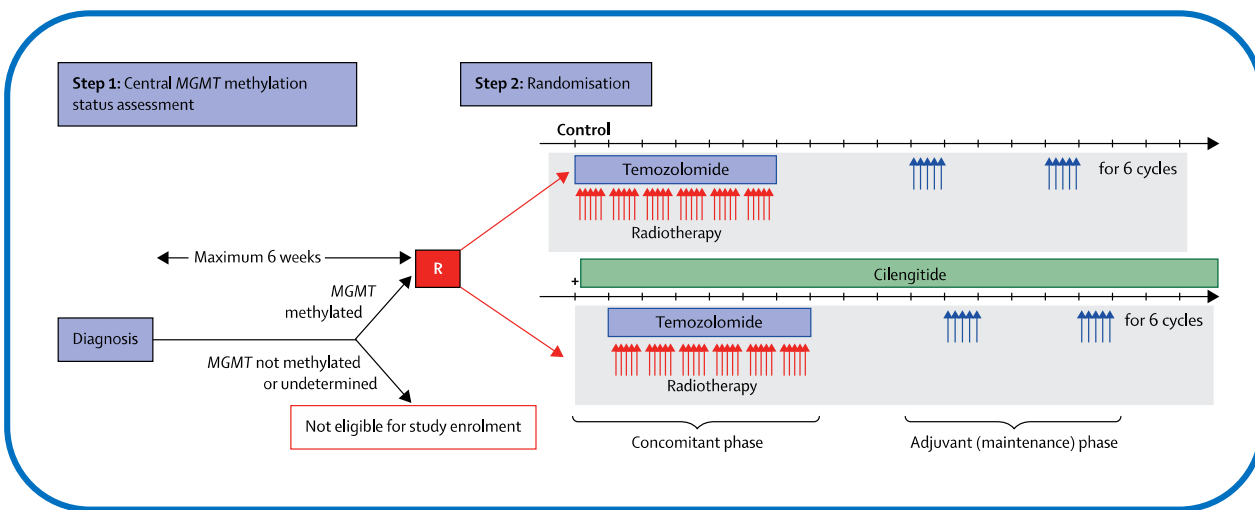 Step 1: Central MGMT methylation
status assessment
Step 2: Randomisation
Control
Temozolomide
for 6 cycles
Radiotherapy
Maximum 6 weeks
R
MGMT
methylated
+
Cilengitide
Diagnosis
Temozolomide
for 6 cycles
MGMT not methylated
or undetermined
Radiotherapy
Not eligible for study enrolment
Concomitant phase
Adjuvant (maintenance) phase